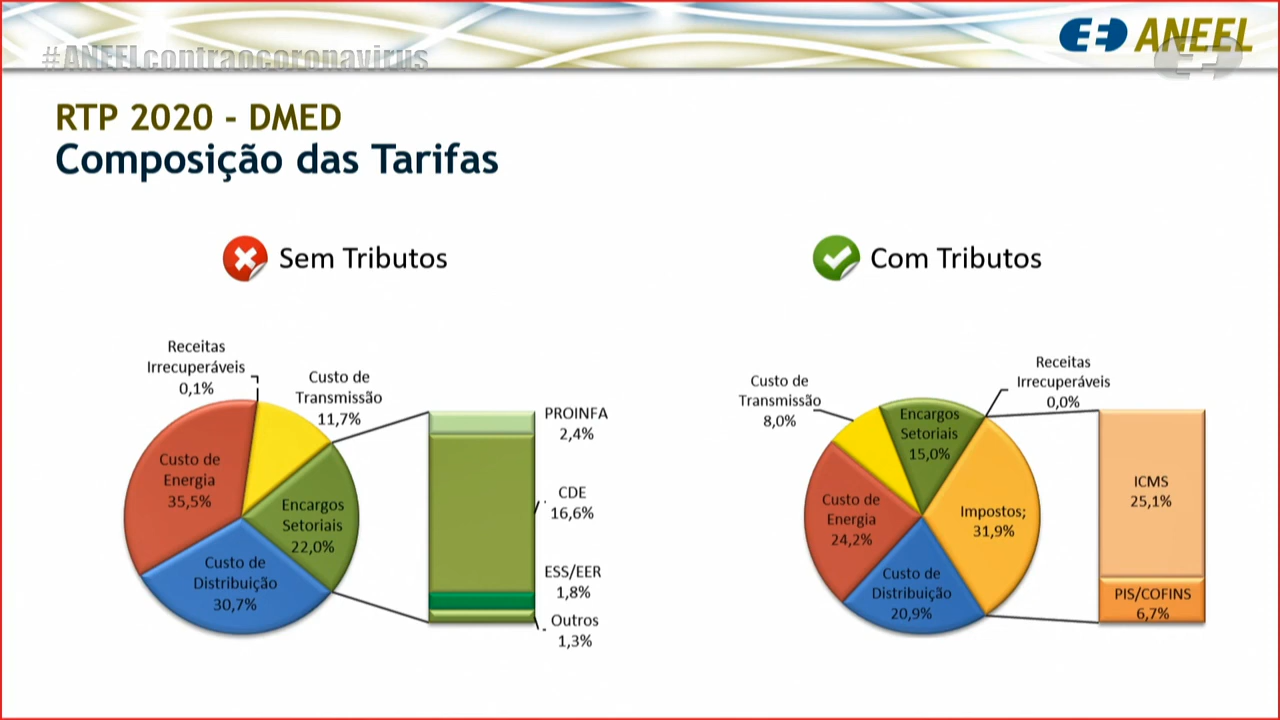 #ANEELcontraocoronavirus
ANEEL
RTP 2020 - DMED
Composição das Tarifas
Sem Tributos
Receitas
Irrecuperáveis
0,1%
Custo de
Transmissão
11,7%
Custo de
Energia
35,5%
Encargos
Setoriais
22,0%
Custo de
Distribuição
30,7%
PROINFA
2,4%
CDE
16,6%
ESS/EER
1,8%
Outros
1,3%
Com Tributos
Custo de
Transmissão
8,0%
Receitas
Irrecuperáveis
0,0%
Encargos
Setoriais
15,0%
Custo de
Energia
24,2%
Impostos;
31,9%
Custo de
Distribuição
20,9%
ICMS
25,1%
PIS/COFINS
6,7%